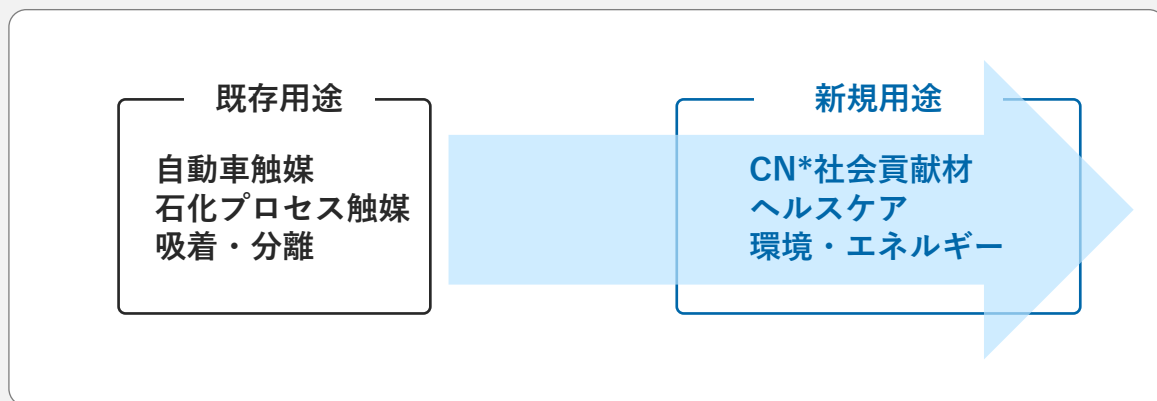 既存用途
自動車触媒
石化プロセス触媒
吸着・分離
新規用途
CN*社会貢献材
ヘルスケア
環境・エネルギー